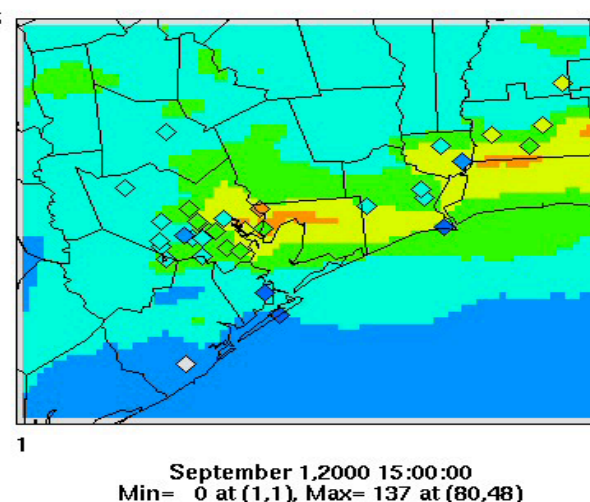 1
September 1,2000 15:00:00
Min= 0 at (1,1), Max= 137 at (80,48)